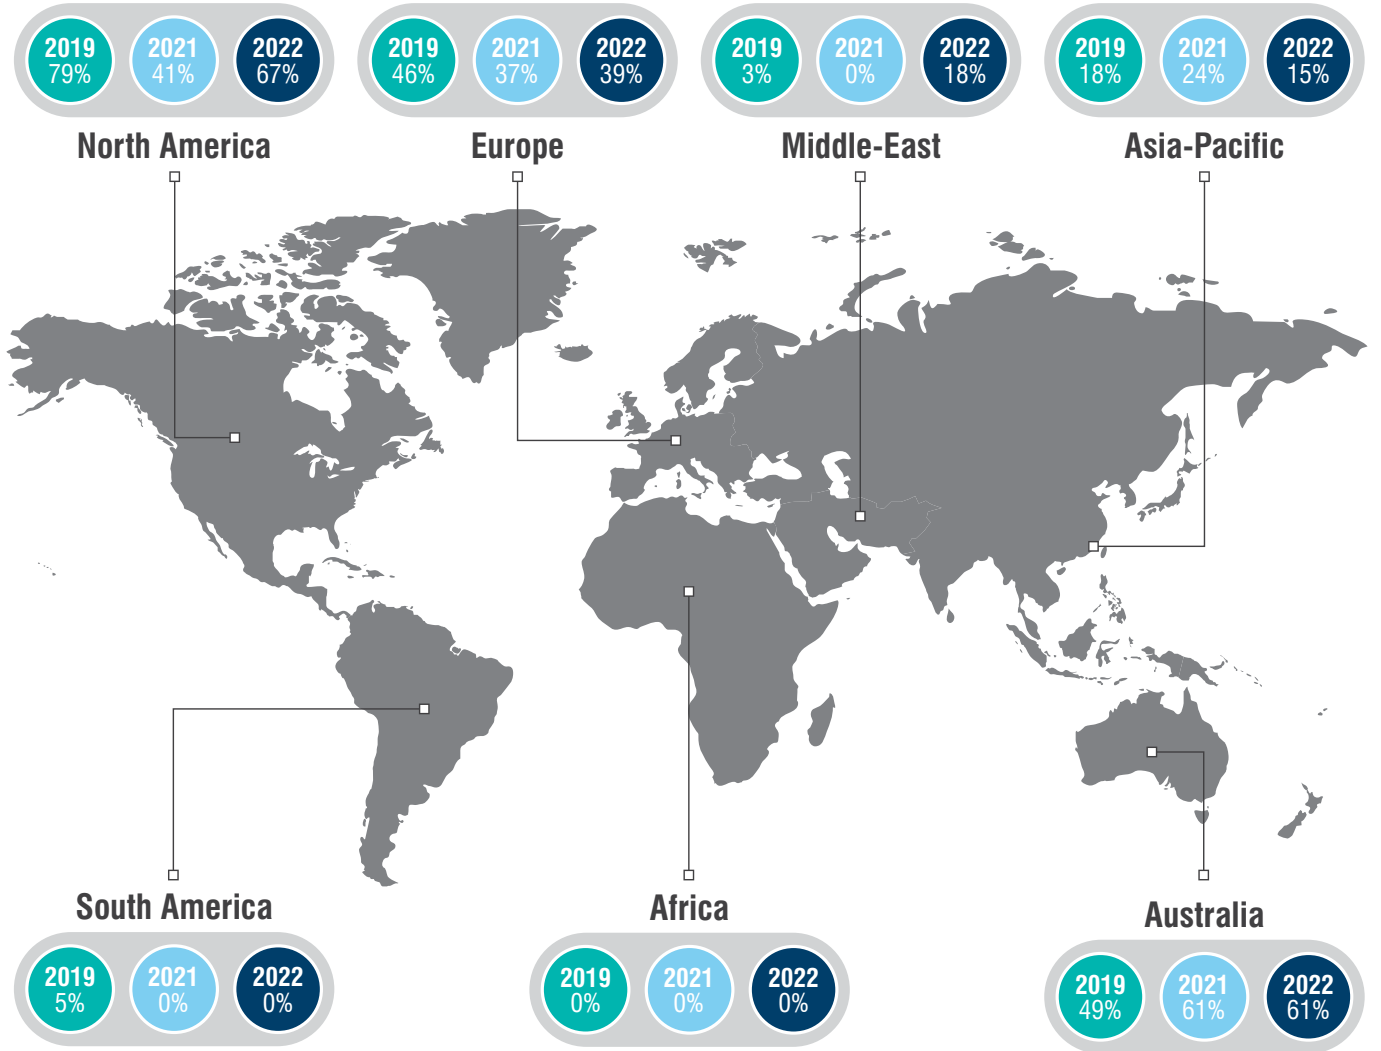 2019 2021 2022
79% 41% 67%
North America
2019 2021 2022
46% 37% 39%
Europe
2019 2021 2022
3% 0% 18%
Middle-East
2019 2021 2022
18% 24% 15%
Asia-Pacific
South America
2019 2021 2022
5% 0% 0%
Africa
2019 2021 2022
0% 0% 0%
Australia
2019 2021 2022
49% 61% 61%